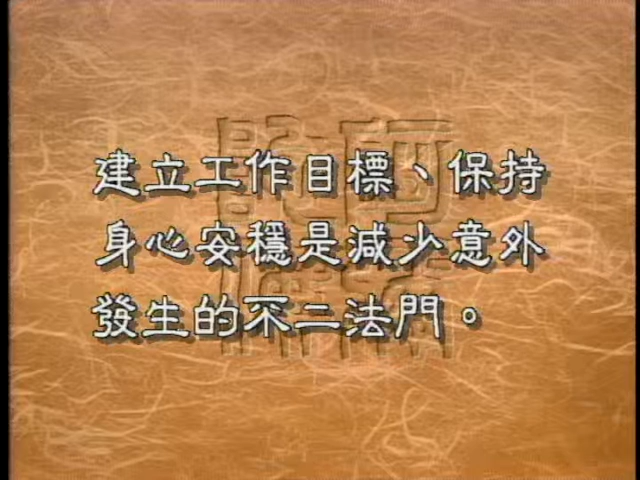 建立工作目標、保持
身心安穩是減少意外
發生的不二法門。